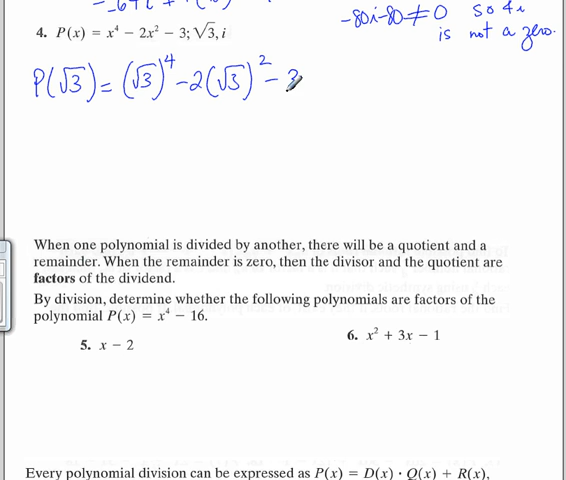 -80i-80≠0 so 4i
is not a zero.
4. P(x) = x⁴ − 2x² − 3; √3, i
P(√3) = (√3)⁴ - 2(√3)² - 3
When one polynomial is divided by another, there will be a quotient and a
remainder. When the remainder is zero, then the divisor and the quotient are
factors of the dividend.
By division, determine whether the following polynomials are factors of the
polynomial P(x) = x⁴ − 16.
5. x − 2
6. x² + 3x − 1
Every polynomial division can be expressed as P(x) = D(x) · Q(x) + R(x),